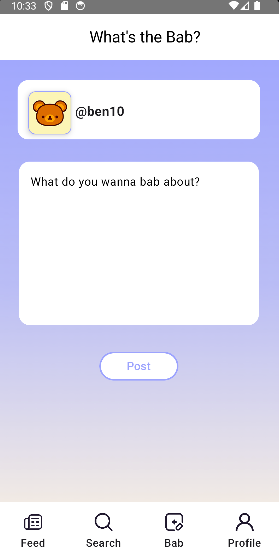 10:33
What's the Bab?
@ben10
What do you wanna bab about?
Post
Feed Search Bab Profile